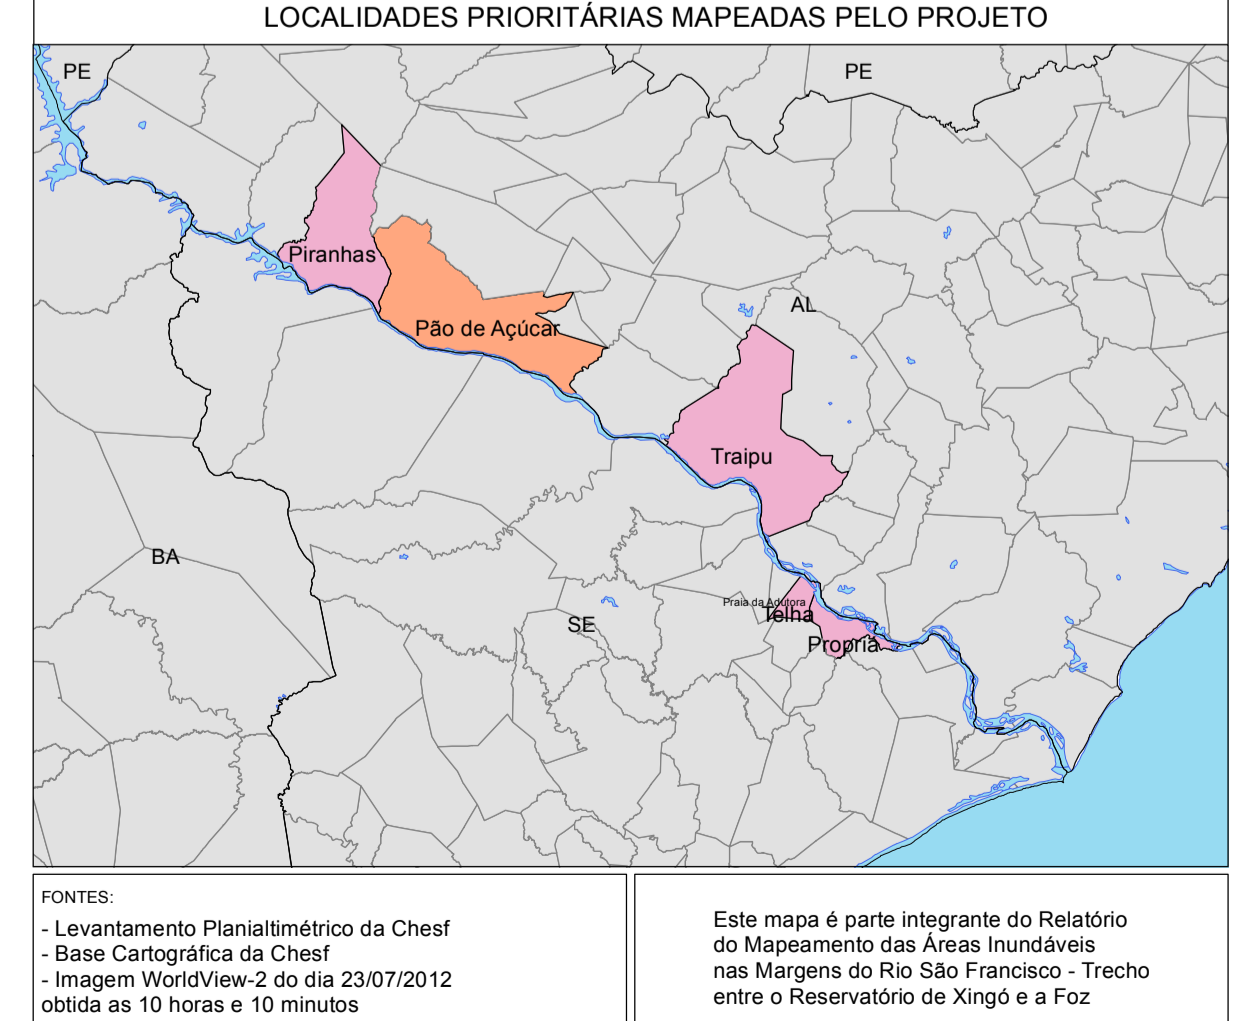 LOCALIDADES PRIORITÁRIAS MAPEADAS PELO PROJETO
PE
PE
Piranhas
AL
Pão de Açúcar
Traipu
BA
Praia da Adutora
Telha
SE
Propriá
FONTES:
- Levantamento Planialtimétrico da Chesf
- Base Cartográfica da Chesf
- Imagem WorldView-2 do dia 23/07/2012
obtida as 10 horas e 10 minutos
Este mapa é parte integrante do Relatório
do Mapeamento das Áreas Inundáveis
nas Margens do Rio São Francisco - Trecho
entre o Reservatório de Xingó e a Foz